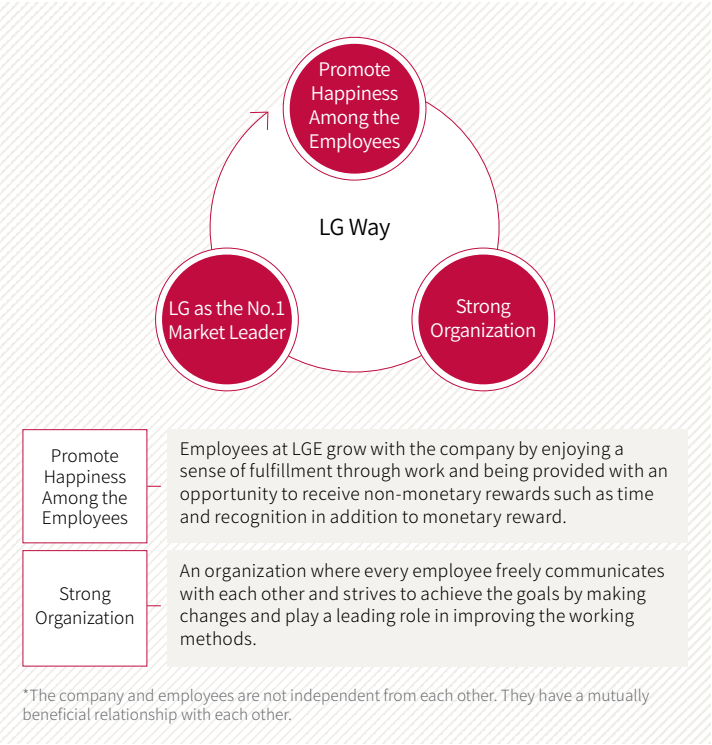 Promote
Happiness
Among the
Employees
LG Way
LG as the No.1
Market Leader
Strong
Organization
Promote
Happiness
Among the
Employees
Employees at LGE grow with the company by enjoying a
sense of fulfillment through work and being provided with an
opportunity to receive non-monetary rewards such as time
and recognition in addition to monetary reward.
Strong
Organization
An organization where every employee freely communicates
with each other and strives to achieve the goals by making
changes and play a leading role in improving the working
methods.
*The company and employees are not independent from each other. They have a mutually
beneficial relationship with each other.